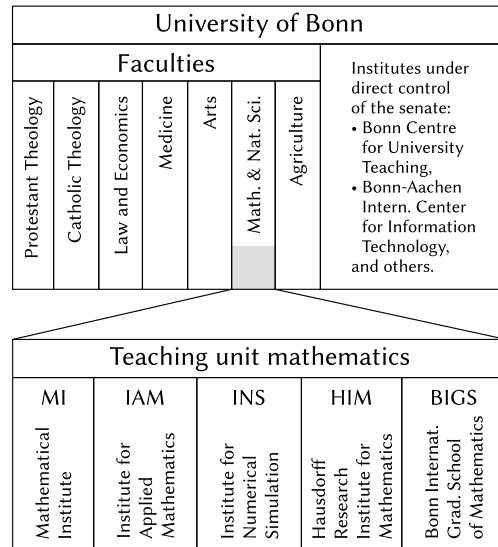 University of Bonn
Faculties
Protestant Theology
Catholic Theology
Law and Economics
Medicine
Arts
Math. & Nat. Sci.
Agriculture
Institutes under
direct control
of the senate:
• Bonn Centre
for University
Teaching,
• Bonn-Aachen
Intern. Center
for Information
Technology,
and others.
Teaching unit mathematics
MI
Mathematical
Institute
IAM
Institute for
Applied
Mathematics
INS
Institute for
Numerical
Simulation
HIM
Hausdorff
Research
Institute for
Mathematics
BIGS
Bonn Internat.
Grad. School
of Mathematics